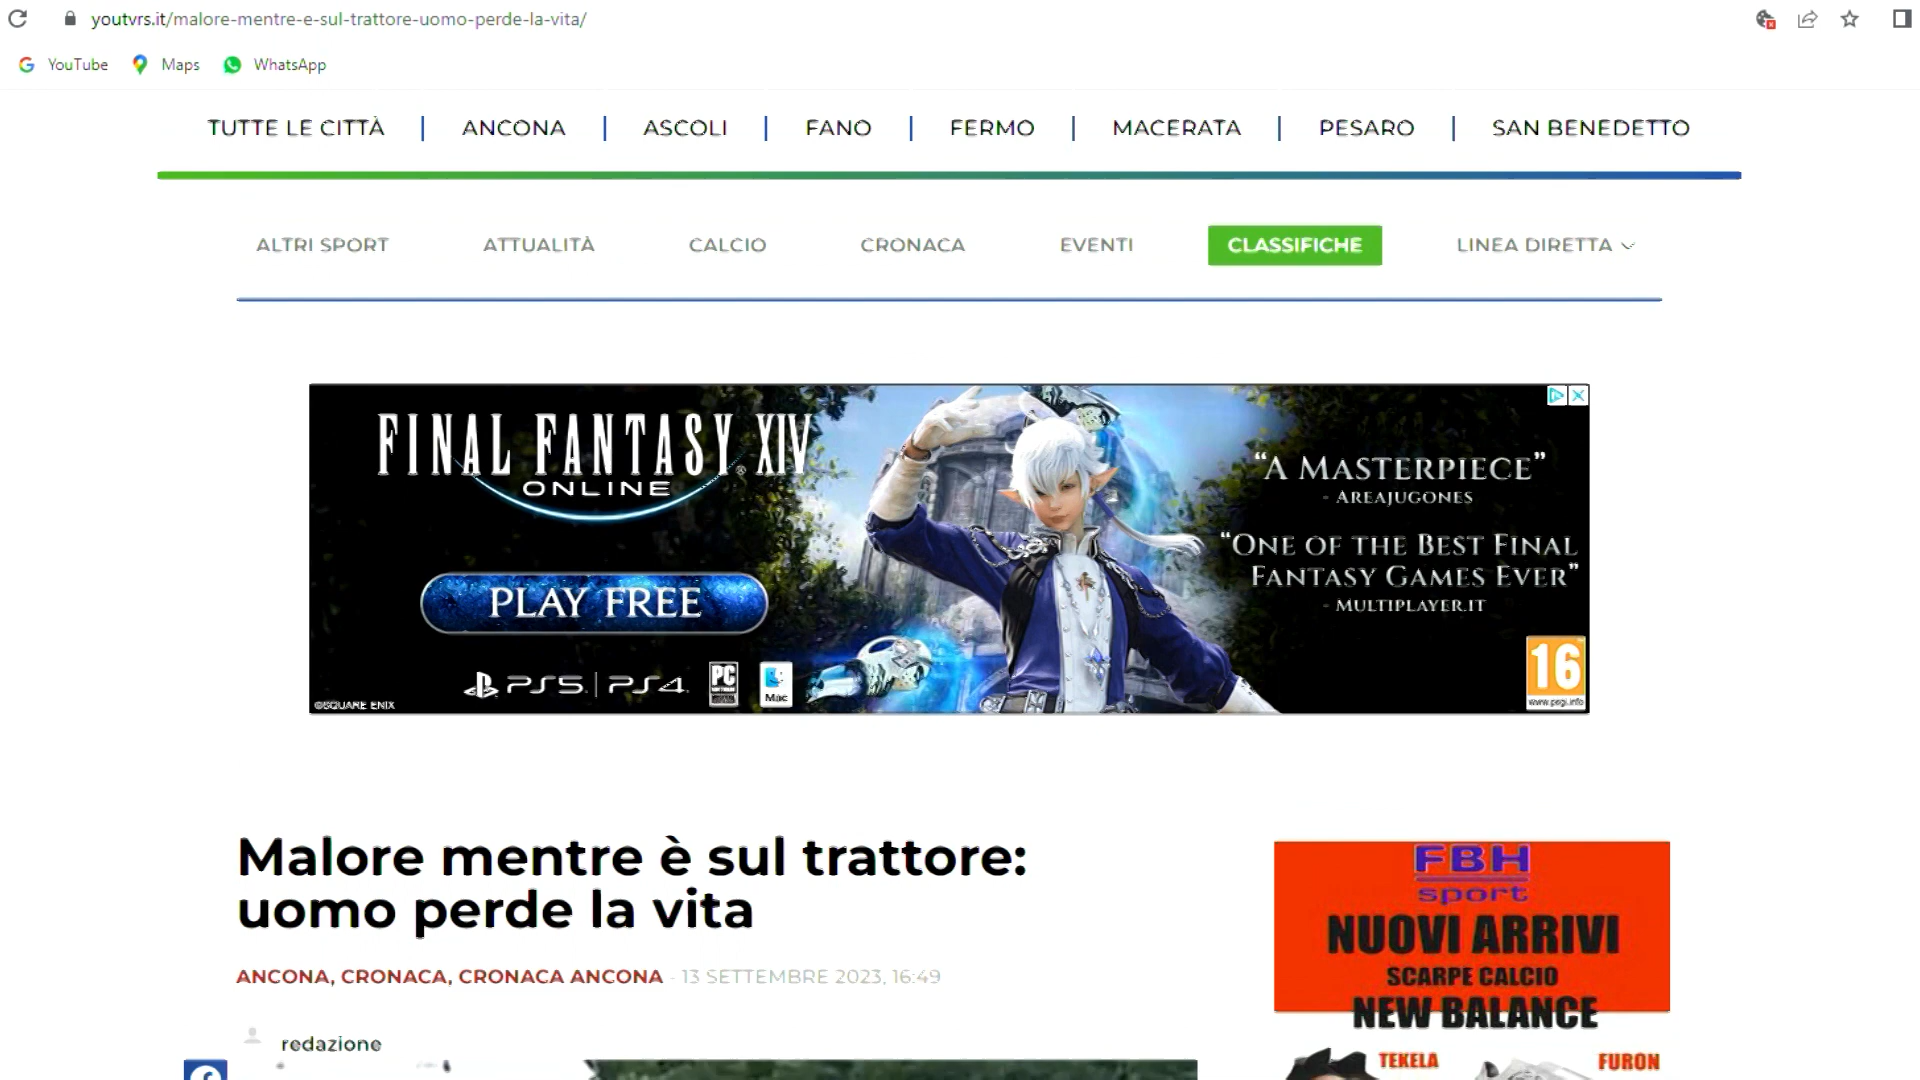 youtvrs.it/malore-mentre-e-sul-trattore-uomo-perde-la-vita/
YouTube Maps WhatsApp
TUTTE LE CITTÀ ANCONA ASCOLI FANO FERMO MACERATA PESARO SAN BENEDETTO
ALTRI SPORT ATTUALITÀ CALCIO CRONACA EVENTI CLASSIFICHE LINEA DIRETTA
FINAL FANTASY® XIV
ONLINE
PLAY FREE
PS5 | PS4 PC Mac
©SQUARE ENIX
“A MASTERPIECE”
- AREAJUGONES
“ONE OF THE BEST FINAL
FANTASY GAMES EVER”
- MULTIPLAYER.IT
16
www.pegi.info
Malore mentre è sul trattore:
uomo perde la vita
ANCONA, CRONACA, CRONACA ANCONA - 13 SETTEMBRE 2023, 16:49
redazione
FBH
sport
NUOVI ARRIVI
SCARPE CALCIO
NEW BALANCE
TEKELA FURON